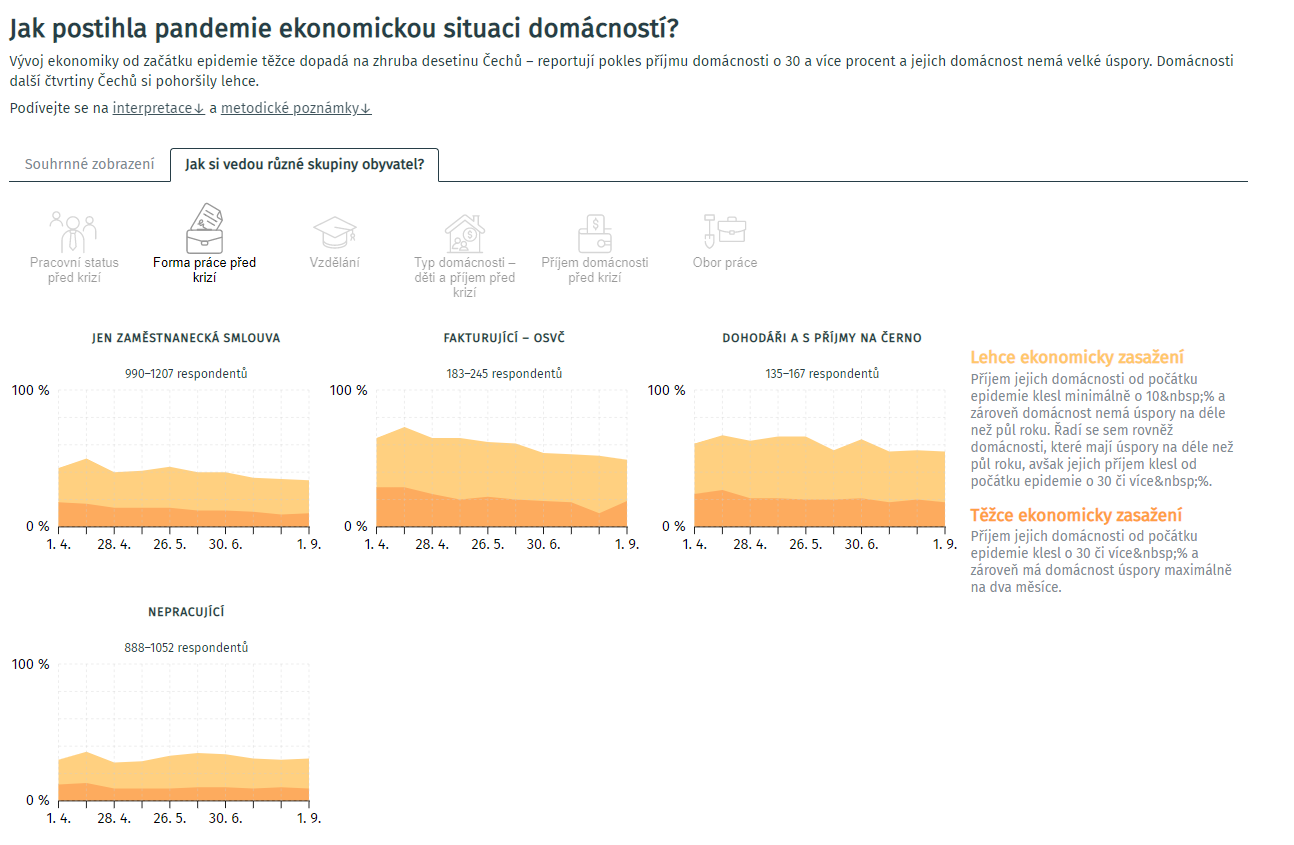 Jak postihla pandemie ekonomickou situaci domácností?
Vývoj ekonomiky od začátku epidemie těžce dopadá na zhruba desetinu Čechů – reportují pokles příjmu domácnosti o 30 a více procent a jejich domácnost nemá velké úspory. Domácnosti
další čtvrtiny Čechů si pohoršily lehce.
Podívejte se na interpretace↓ a metodické poznámky↓
Souhrnné zobrazení
Jak si vedou různé skupiny obyvatel?
Pracovní status
před krizí
Forma práce před
krizí
Vzdělání
Typ domácnosti –
děti a příjem před
krizí
Příjem domácnosti
před krizí
Obor práce
JEN ZAMĚSTNANECKÁ SMLOUVA
990–1207 respondentů
100 %
0 %
1. 4. 28. 4. 26. 5. 30. 6. 1. 9.
FAKTURUJÍCÍ – OSVČ
183–245 respondentů
100 %
0 %
1. 4. 28. 4. 26. 5. 30. 6. 1. 9.
DOHODÁŘI A S PŘÍJMY NA ČERNO
135–167 respondentů
100 %
0 %
1. 4. 28. 4. 26. 5. 30. 6. 1. 9.
Lehce ekonomicky zasažení
Příjem jejich domácnosti od počátku
epidemie klesl minimálně o 10&nbsp;% a
zároveň domácnost nemá úspory na déle
než půl roku. Řadí se sem rovněž
domácnosti, které mají úspory na déle než
půl roku, avšak jejich příjem klesl od
počátku epidemie o 30 či více&nbsp;%.
Těžce ekonomicky zasažení
Příjem jejich domácnosti od počátku
epidemie klesl o 30 či více&nbsp;% a
zároveň má domácnost úspory maximálně
na dva měsíce.
NEPRACUJÍCÍ
888–1052 respondentů
100 %
0 %
1. 4. 28. 4. 26. 5. 30. 6. 1. 9.